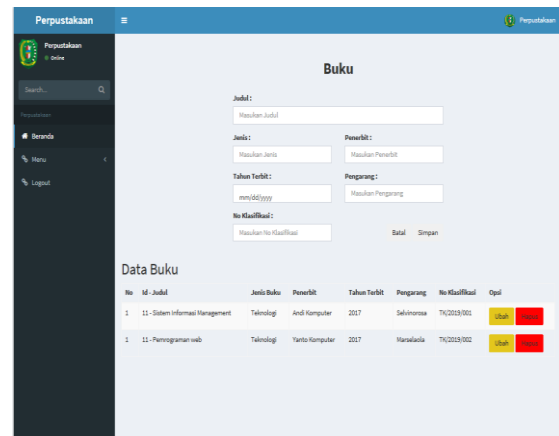 Perpustakaan
Perpustakaan
Perpustakaan
Online
Search...
Perpustakaan
Beranda
Menu
Logout
Buku
Judul :
Masukan Judul
Jenis : Penerbit :
Masukan Jenis Masukan Penerbit
Tahun Terbit : Pengarang :
mm/dd/yyyy Masukan Pengarang
No Klasifikasi :
Masukan No Klasifikasi Batal Simpan
Data Buku
No Id - Judul Jenis Buku Penerbit Tahun Terbit Pengarang No Klasifikasi Opsi
1 11 - Sistem Informasi Management Teknologi Andi Komputer 2017 Selvinorosa TK/2019/001 Ubah
1 11 - Pemrograman web Teknologi Yanto Komputer 2017 Marselaola TK/2019/002 Ubah